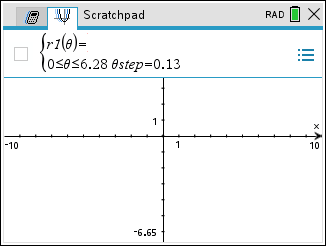 Scratchpad
RAD
r1(θ)=
0≤θ≤6.28 θstep=0.13
1
x
-10
1
10
-6.65